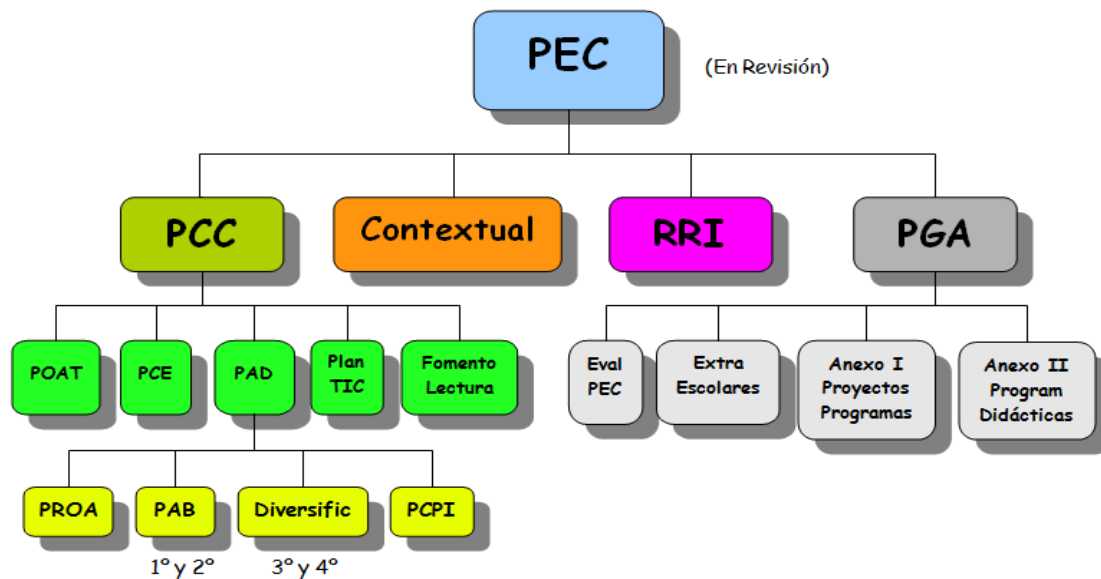 PEC
(En Revisión)
PCC
Contextual
RRI
PGA
POAT
PCE
PAD
Plan
TIC
Fomento
Lectura
Eval
PEC
Extra
Escolares
Anexo I
Proyectos
Programas
Anexo II
Program
Didácticas
PROA
PAB
Diversific
PCPI
1º y 2º
3º y 4º